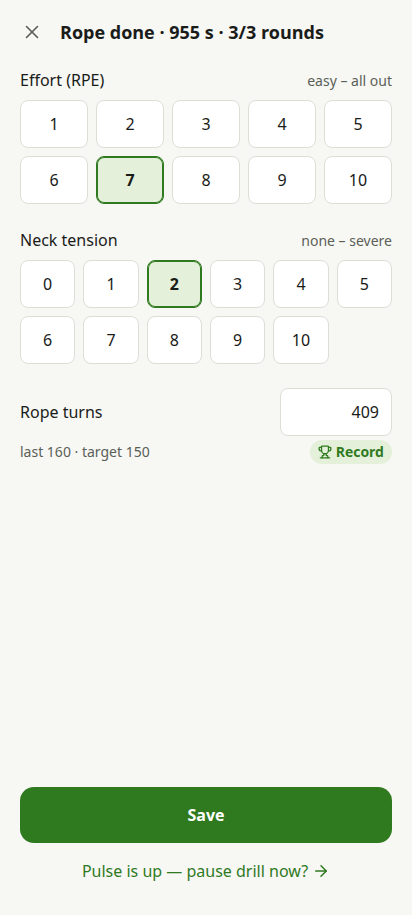 Rope done · 955 s · 3/3 rounds
Effort (RPE) easy – all out
1 2 3 4 5
6 7 8 9 10
Neck tension none – severe
0 1 2 3 4 5
6 7 8 9 10
Rope turns 409
last 160 · target 150 Record
Save
Pulse is up — pause drill now? →